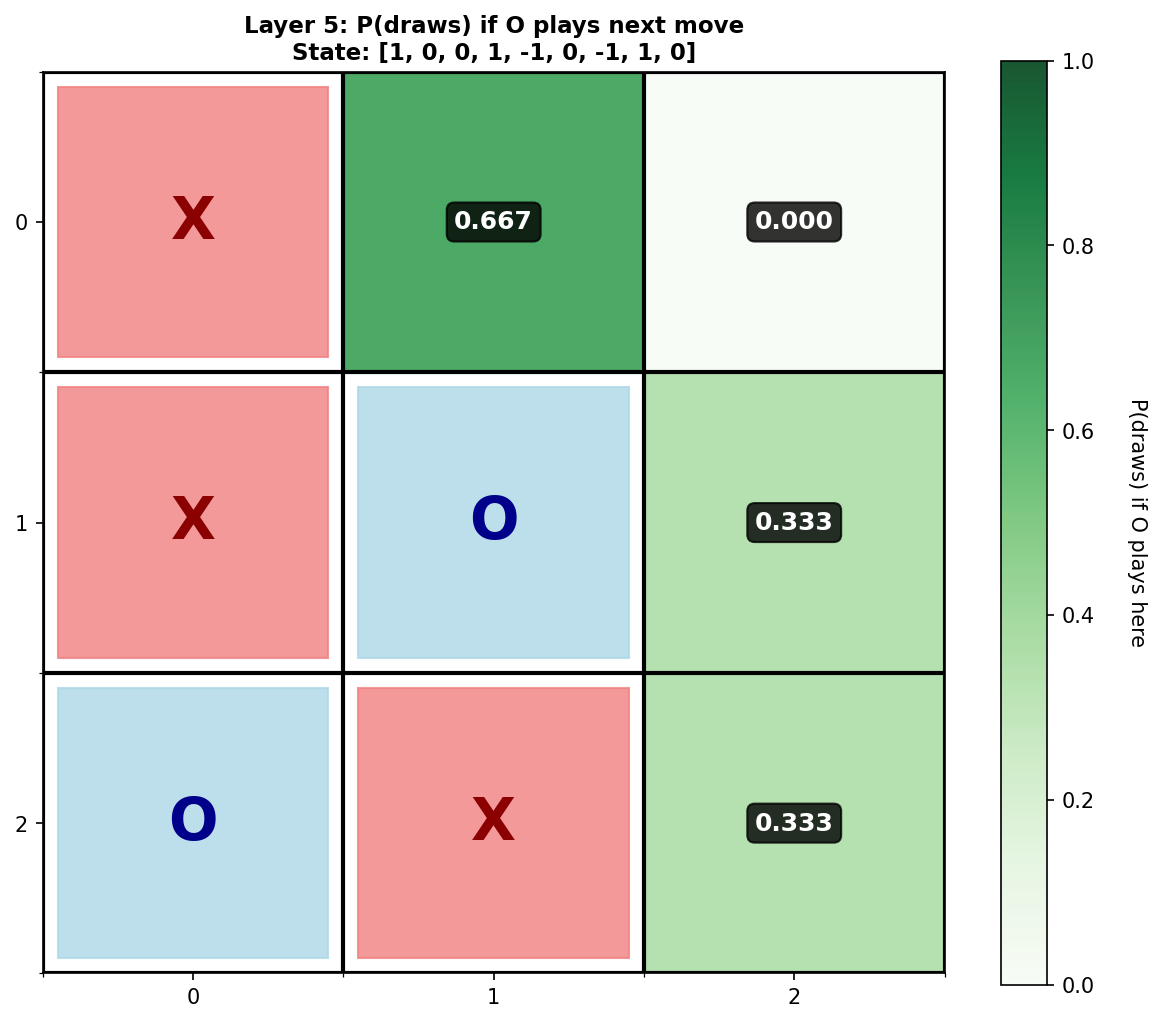 Layer 5: P(draws) if O plays next move
State: [1, 0, 0, 1, -1, 0, -1, 1, 0]
1.0
0.8
0.6
0.4
0.2
0.0
P(draws) if O plays here
0
X
0.667
0.000
1
X
O
0.333
2
O
X
0.333
0
1
2